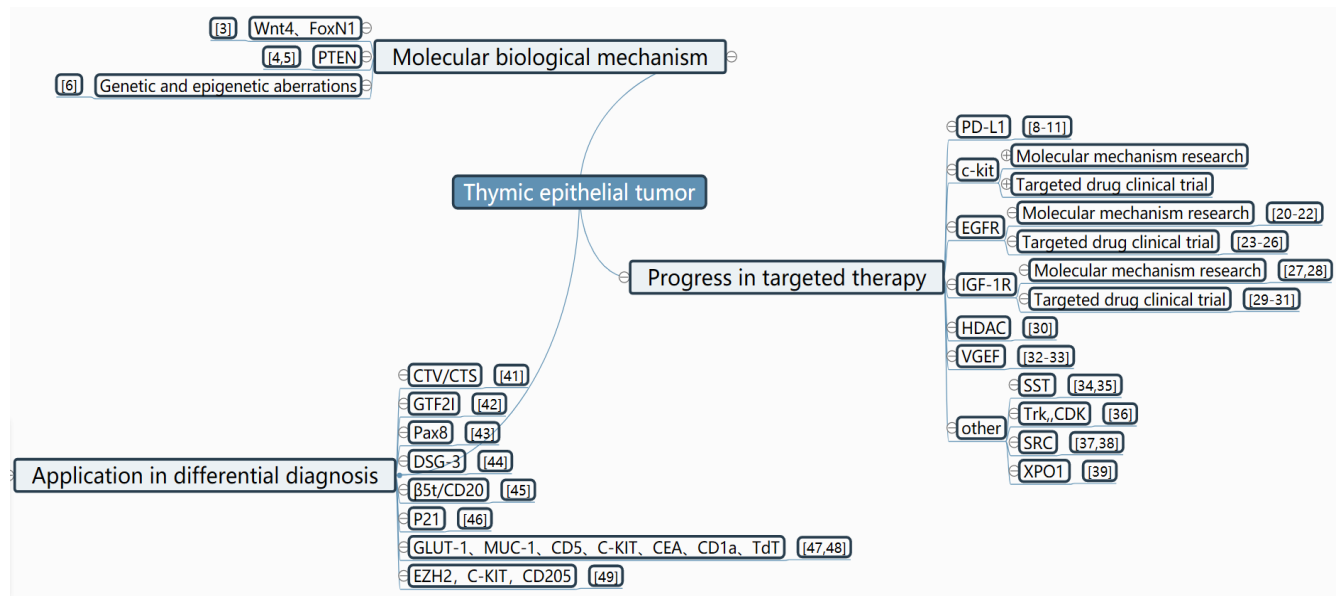 [3] Wnt4、FoxN1
[4,5] PTEN
[6] Genetic and epigenetic aberrations
Molecular biological mechanism
Thymic epithelial tumor
Progress in targeted therapy
PD-L1 [8-11]
c-kit
Molecular mechanism research
Targeted drug clinical trial
EGFR
Molecular mechanism research [20-22]
Targeted drug clinical trial [23-26]
IGF-1R
Molecular mechanism research [27,28]
Targeted drug clinical trial [29-31]
HDAC [30]
VGEF [32-33]
other
SST [34,35]
Trk,,CDK [36]
SRC [37,38]
XPO1 [39]
Application in differential diagnosis
CTV/CTS [41]
GTF2I [42]
Pax8 [43]
DSG-3 [44]
β5t/CD20 [45]
P21 [46]
GLUT-1、MUC-1、CD5、C-KIT、CEA、CD1a、TdT [47,48]
EZH2，C-KIT，CD205 [49]